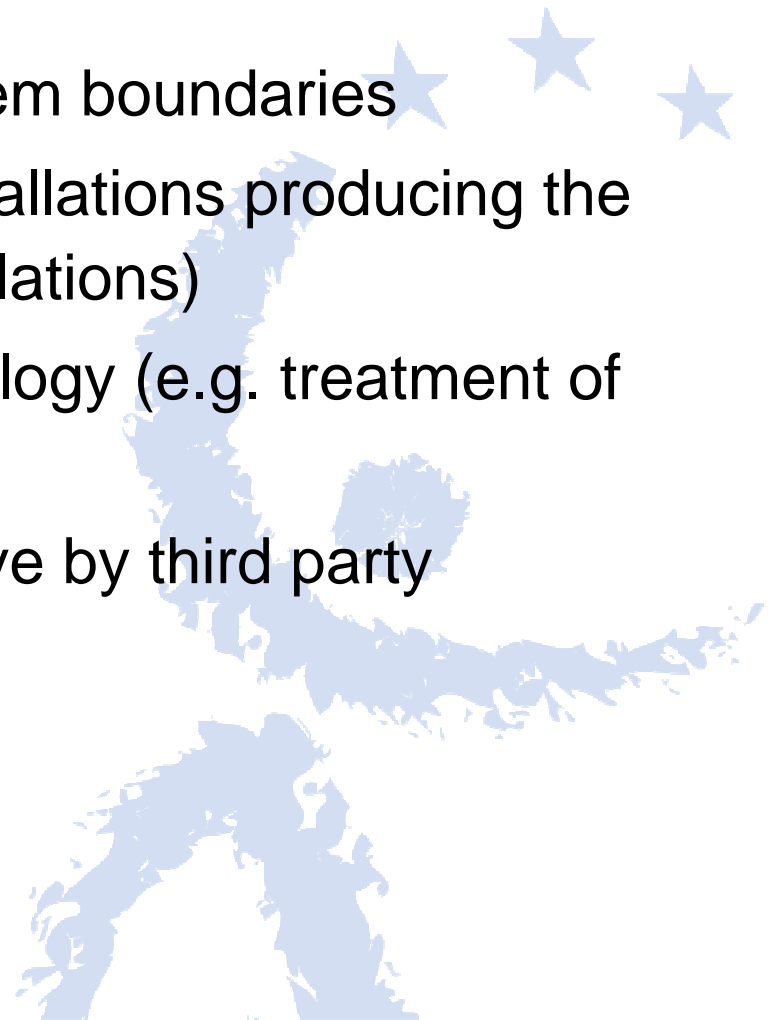 em boundaries
allations producing the
lations)
logy (e.g. treatment of
ve by third party